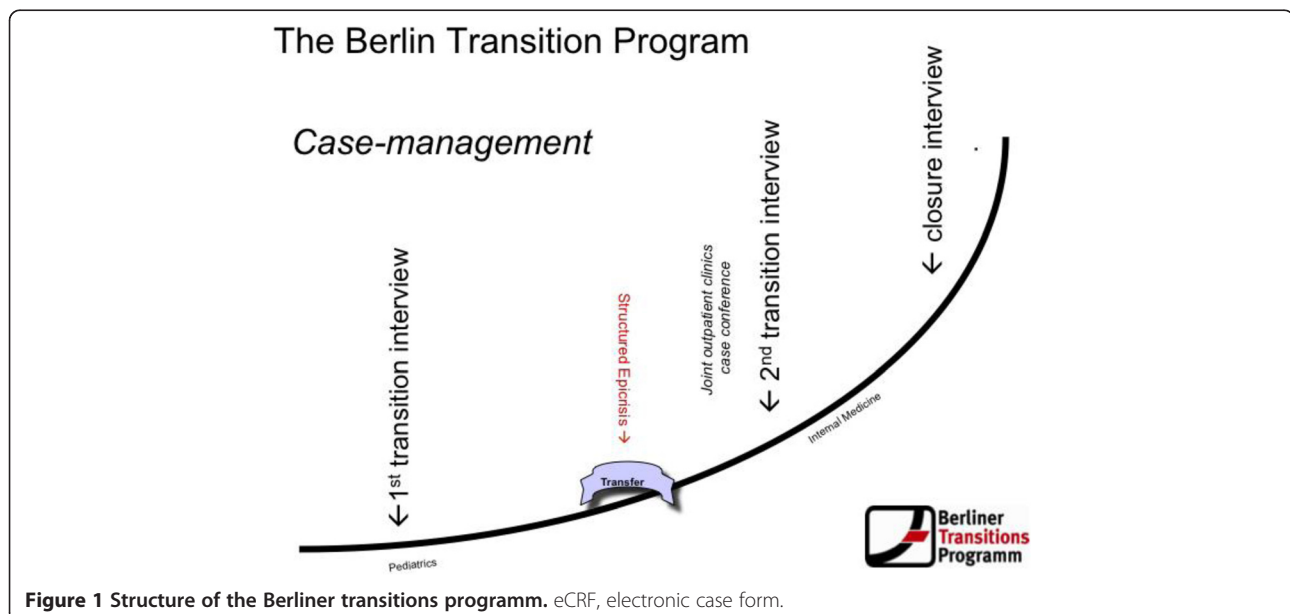 The Berlin Transition Program
Case-management
← 1st transition interview
Structured Epicrisis →
Joint outpatient clinics
case conference
← 2nd transition interview
← closure interview
Transfer
Pediatrics
Internal Medicine
Berliner
Transitions
Programm
Figure 1 Structure of the Berliner transitions programm. eCRF, electronic case form.